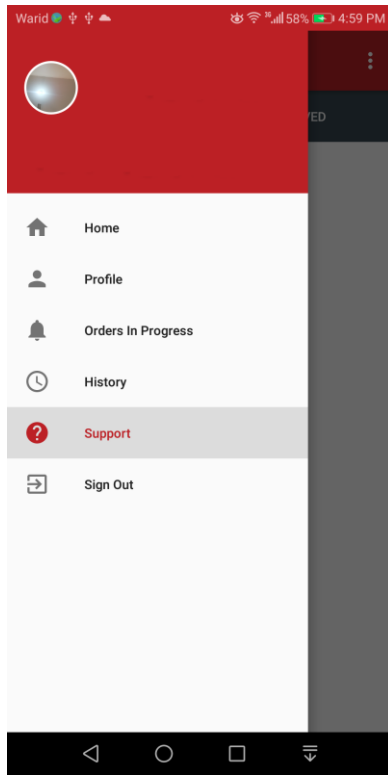 Warid 58% 4:59 PM
VED
Home
Profile
Orders In Progress
History
Support
Sign Out